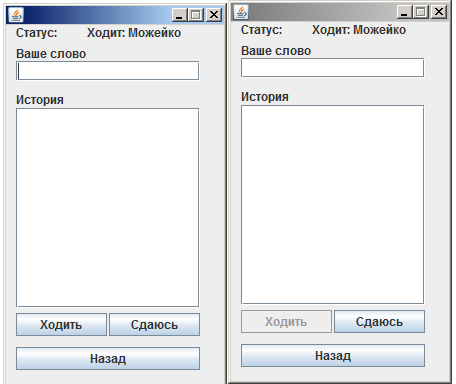 Статус: Ходит: Можейко
Ваше слово
История
Ходить Сдаюсь
Назад
Статус: Ходит: Можейко
Ваше слово
История
Ходить Сдаюсь
Назад